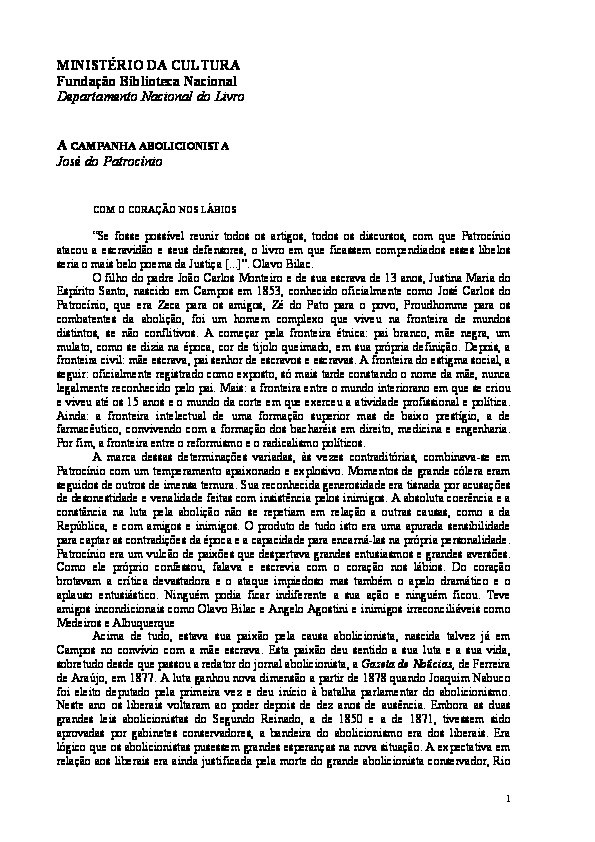 MINISTÉRIO DA CULTURA
Fundação Biblioteca Nacional
Departamento Nacional do Livro
A CAMPANHA ABOLICIONISTA
José do Patrocínio
COM O CORAÇÃO NOS LÁBIOS
“Se fosse possível reunir todos os artigos, todos os discursos, com que Patrocínio
atacou a escravidão e seus defensores, o livro em que ficassem compendiados esses libelos
seria o mais belo poema da Justiça [...]”. Olavo Bilac.
O filho do padre João Carlos Monteiro e de sua escrava de 13 anos, Justina Maria do
Espírito Santo, nascido em Campos em 1853, conhecido oficialmente como José Carlos do
Patrocínio, que era Zeca para os amigos, Zé do Pato para o povo, Proudhomme para os
combatentes da abolição, foi um homem complexo que viveu na fronteira de mundos
distintos, se não conflitivos. A começar pela fronteira étnica: pai branco, mãe negra, um
mulato, como se dizia na época, cor de tijolo queimado, em sua própria definição. Depois, a
fronteira civil: mãe escrava, pai senhor de escravos e escravas. A fronteira do estigma social, a
seguir: oficialmente registrado como exposto, só mais tarde constando o nome da mãe, nunca
legalmente reconhecido pelo pai. Mais: a fronteira entre o mundo interiorano em que se criou
e viveu até os 15 anos e o mundo da corte em que exerceu a atividade profissional e política.
Ainda: a fronteira intelectual de uma formação superior mas de baixo prestígio, a de
farmacêutico, convivendo com a formação dos bacharéis em direito, medicina e engenharia.
Por fim, a fronteira entre o reformismo e o radicalismo políticos.
A marca dessas determinações variadas, às vezes contraditórias, combinava-se em
Patrocínio com um temperamento apaixonado e explosivo. Momentos de grande cólera eram
seguidos de outros de imensa ternura. Sua reconhecida generosidade era tisnada por acusações
de desonestidade e venalidade feitas com insistência pelos inimigos. A absoluta coerência e a
constância na luta pela abolição não se repetiam em relação a outras causas, como a da
República, e com amigos e inimigos. O produto de tudo isto era uma apurada sensibilidade
para captar as contradições da época e a capacidade para encarná-las na própria personalidade.
Patrocínio era um vulcão de paixões que despertava grandes entusiasmos e grandes aversões.
Como ele próprio confessou, falava e escrevia com o coração nos lábios. Do coração
brotavam a crítica devastadora e o ataque impiedoso mas também o apelo dramático e o
aplauso entusiástico. Ninguém podia ficar indiferente a sua ação e ninguém ficou. Teve
amigos incondicionais como Olavo Bilac e Angelo Agostini e inimigos irreconciliáveis como
Medeiros e Albuquerque
Acima de tudo, estava sua paixão pela causa abolicionista, nascida talvez já em
Campos no convívio com a mãe escrava. Esta paixão deu sentido a sua luta e a sua vida,
sobretudo desde que passou a redator do jornal abolicionista, a Gazeta de Notícias, de Ferreira
de Araújo, em 1877. A luta ganhou nova dimensão a partir de 1878 quando Joaquim Nabuco
foi eleito deputado pela primeira vez e deu início à batalha parlamentar do abolicionismo.
Neste ano os liberais voltaram ao poder depois de dez anos de ausência. Embora as duas
grandes leis abolicionistas do Segundo Reinado, a de 1850 e a de 1871, tivessem sido
aprovadas por gabinetes conservadores, a bandeira do abolicionismo era dos liberais. Era
lógico que os abolicionistas pusessem grandes esperanças na nova situação. A expectativa em
relação aos liberais era ainda justificada pela morte do grande abolicionista conservador, Rio
1